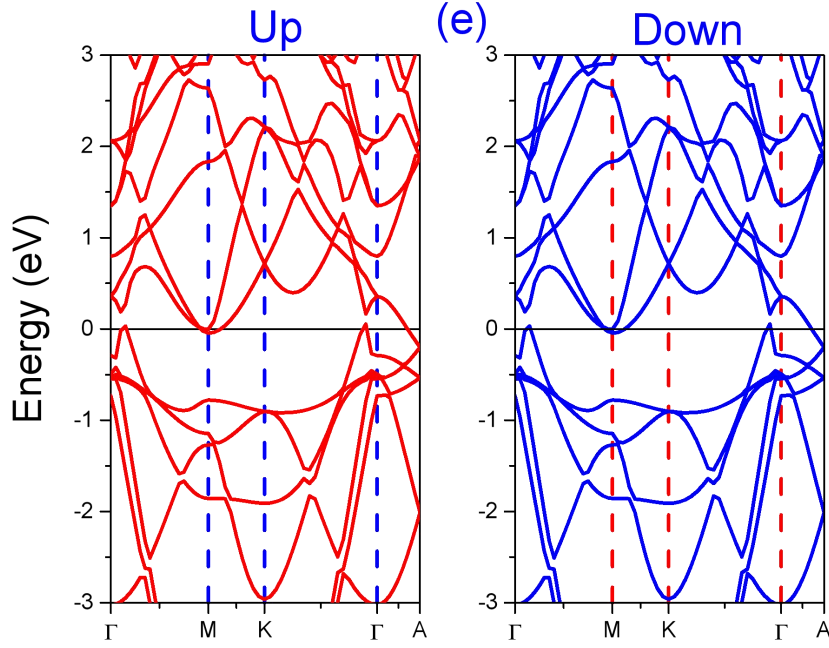 Up (e) Down
3 3
2 2
1 1
0 0
-1 -1
-2 -2
-3 -3
Energy (eV)
Γ M K Γ A Γ M K Γ A